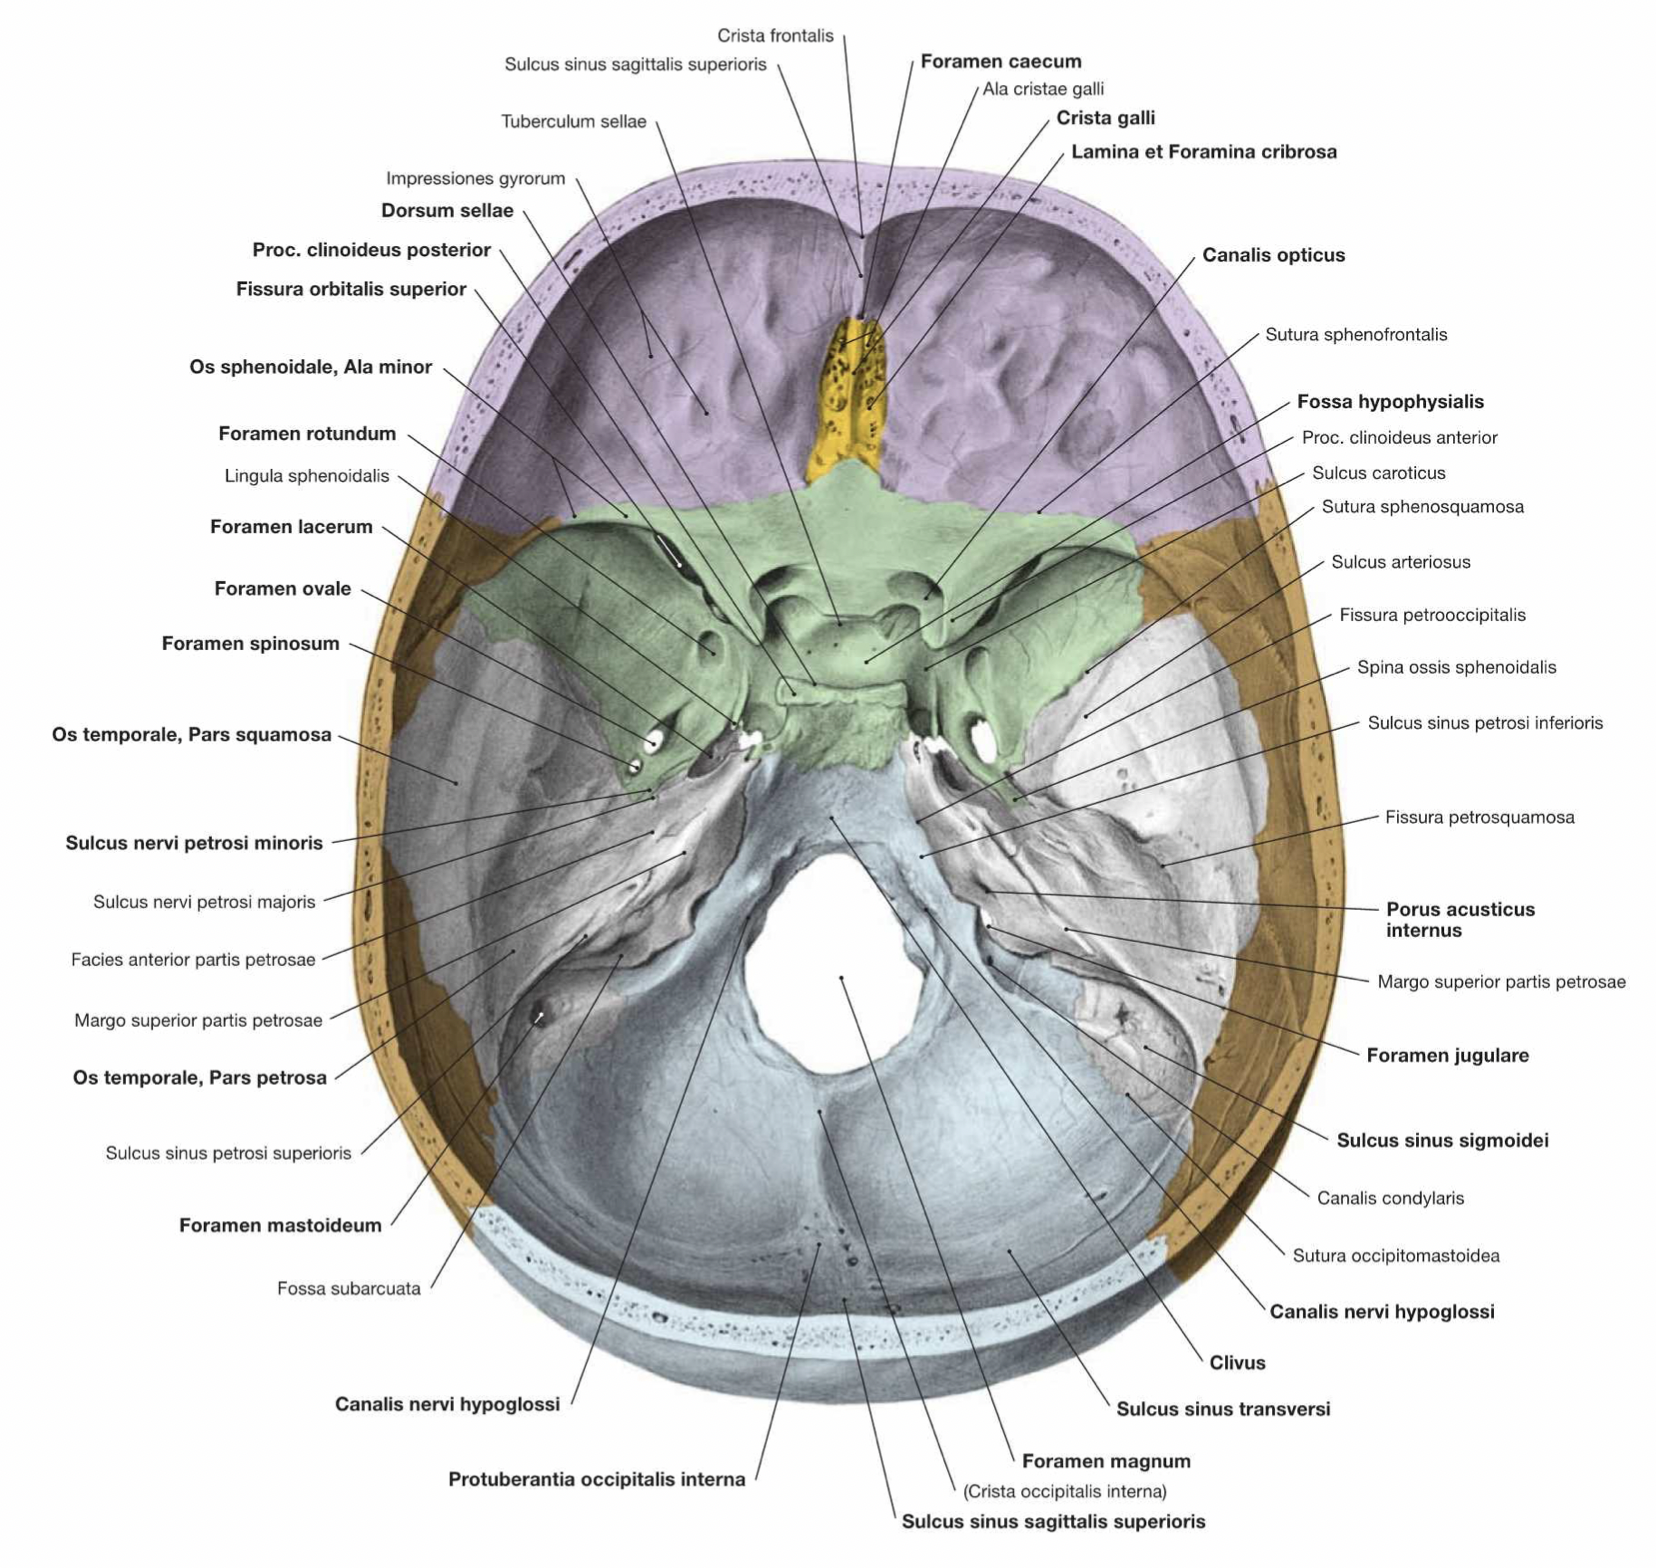 Crista frontalis
Sulcus sinus sagittalis superioris
Tuberculum sellae
Impressiones gyrorum
Dorsum sellae
Proc. clinoideus posterior
Fissura orbitalis superior
Os sphenoidale, Ala minor
Foramen rotundum
Lingula sphenoidalis
Foramen lacerum
Foramen ovale
Foramen spinosum
Os temporale, Pars squamosa
Sulcus nervi petrosi minoris
Sulcus nervi petrosi majoris
Facies anterior partis petrosae
Margo superior partis petrosae
Os temporale, Pars petrosa
Sulcus sinus petrosi superioris
Foramen mastoideum
Fossa subarcuata
Canalis nervi hypoglossi
Protuberantia occipitalis interna
Foramen caecum
Ala cristae galli
Crista galli
Lamina et Foramina cribrosa
Canalis opticus
Sutura sphenofrontalis
Fossa hypophysialis
Proc. clinoideus anterior
Sulcus caroticus
Sutura sphenosquamosa
Sulcus arteriosus
Fissura petrooccipitalis
Spina ossis sphenoidalis
Sulcus sinus petrosi inferioris
Fissura petrosquamosa
Porus acusticus
internus
Margo superior partis petrosae
Foramen jugulare
Sulcus sinus sigmoidei
Canalis condylaris
Sutura occipitomastoidea
Canalis nervi hypoglossi
Clivus
Sulcus sinus transversi
Foramen magnum
(Crista occipitalis interna)
Sulcus sinus sagittalis superioris